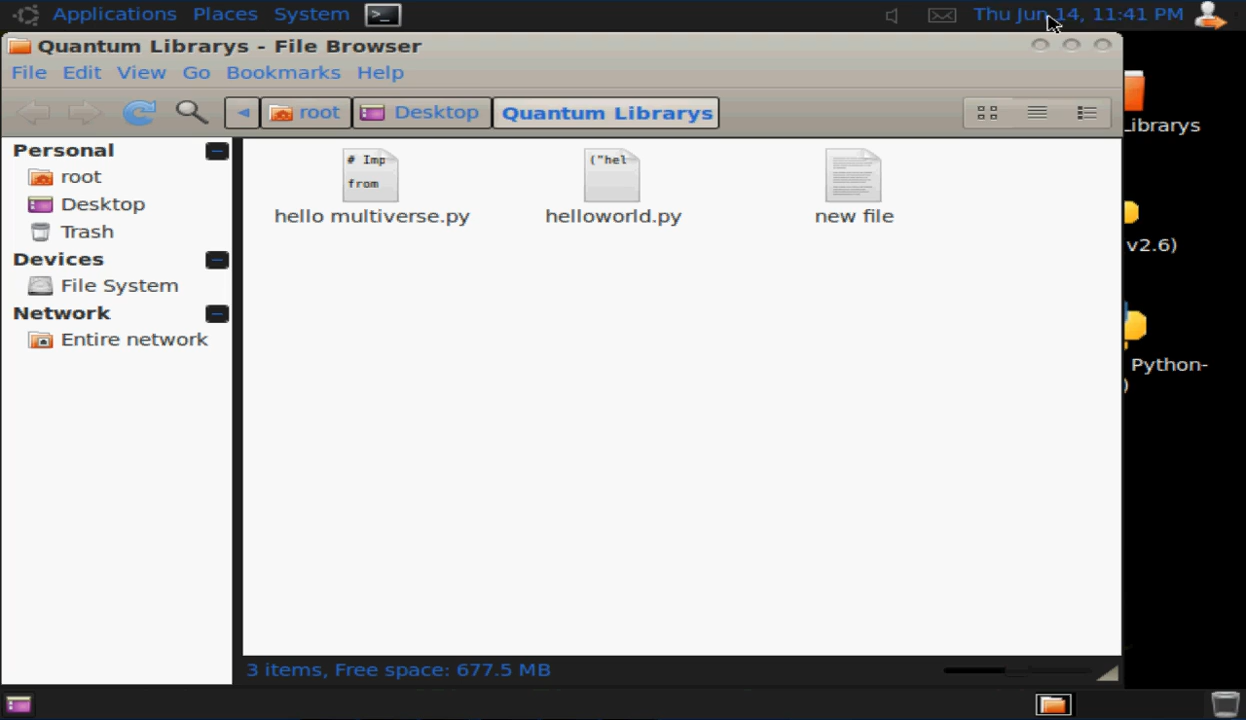 Applications Places System >_ Thu Jun 14, 11:41 PM
Quantum Librarys - File Browser
File Edit View Go Bookmarks Help
root Desktop Quantum Librarys
Personal
root
Desktop
Trash
Devices
File System
Network
Entire network
# Imp
from
hello multiverse.py
("hel
helloworld.py
new file
Librarys
v2.6)
Python-
)
3 items, Free space: 677.5 MB